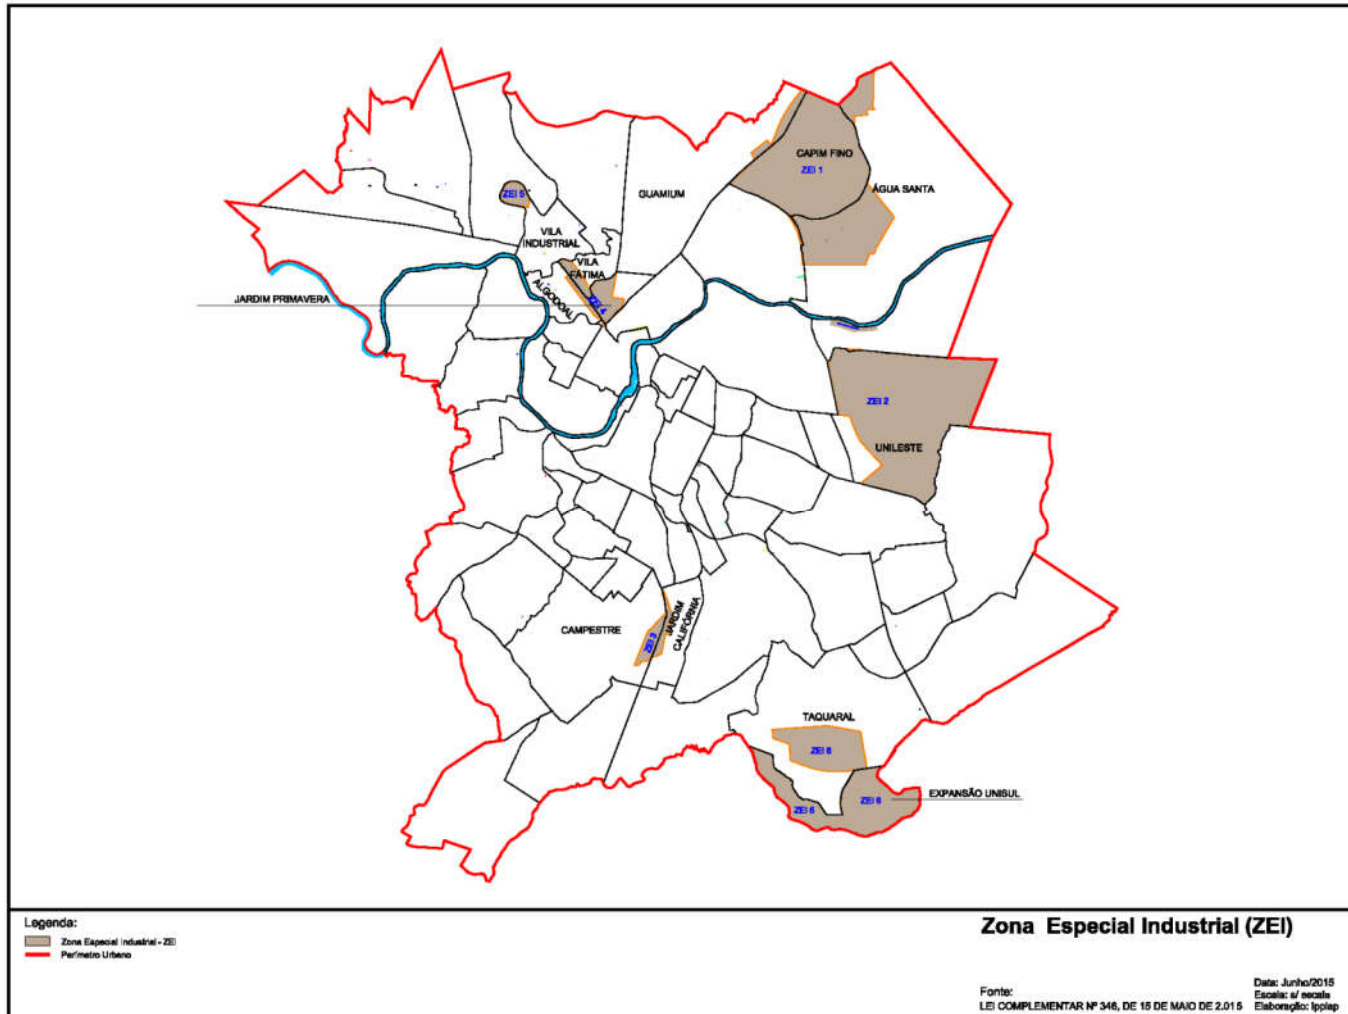 CAPIM FINO
ZEI 1
ÁGUA SANTA
GUAMIUM
ZEI 5
VILA
INDUSTRIAL
VILA
FÁTIMA
ALGODOAL
ZEI 4
JARDIM PRIMAVERA
ZEI 2
UNILESTE
CAMPESTRE
ZEI 3
JARDIM
CALIFÓRNIA
TAQUARAL
ZEI 6
ZEI 6
ZEI 6
EXPANSÃO UNISUL
Legenda:
Zona Especial Industrial - ZEI
Perímetro Urbano
Zona Especial Industrial (ZEI)
Fonte:
LEI COMPLEMENTAR Nº 346, DE 15 DE MAIO DE 2.015
Data: Junho/2015
Escala: s/ escala
Elaboração: Ipplap